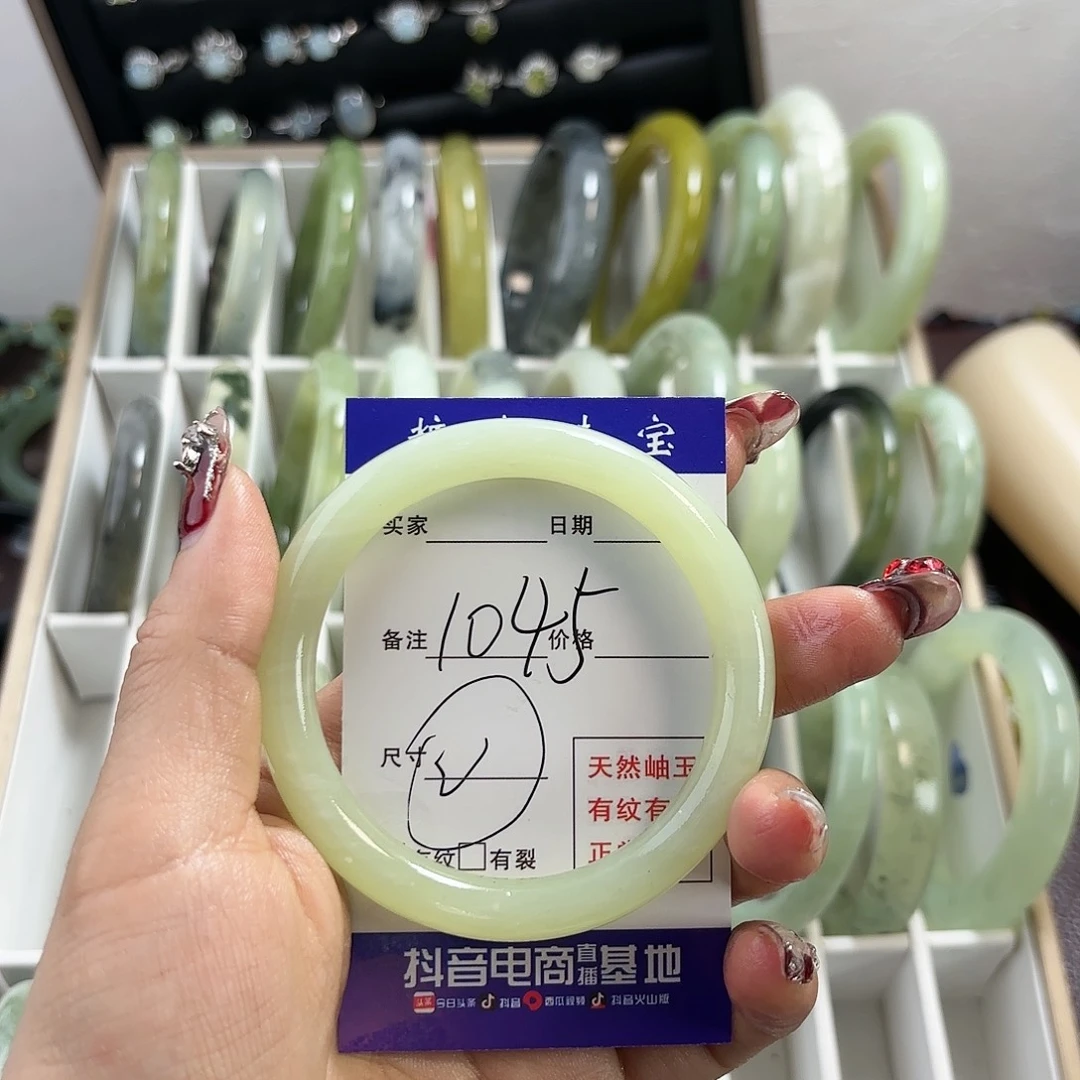 宝
买家 日期
备注 1045 价格
尺寸
天然岫玉
有纹有
有裂
抖音电商直播基地
今日头条 抖音 西瓜视频 抖音火山版